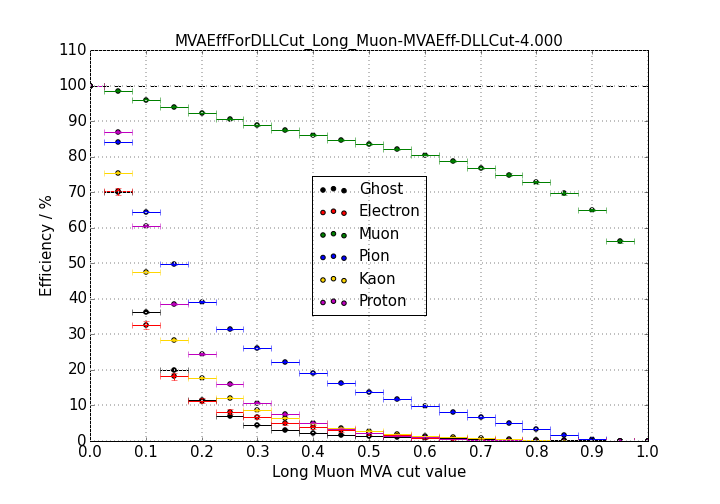 MVAEffForDLLCut_Long_Muon-MVAEff-DLLCut-4.000
110
100
90
80
70
60
50
40
30
20
10
0
Efficiency / %
Ghost
Electron
Muon
Pion
Kaon
Proton
0.0 0.1 0.2 0.3 0.4 0.5 0.6 0.7 0.8 0.9 1.0
Long Muon MVA cut value